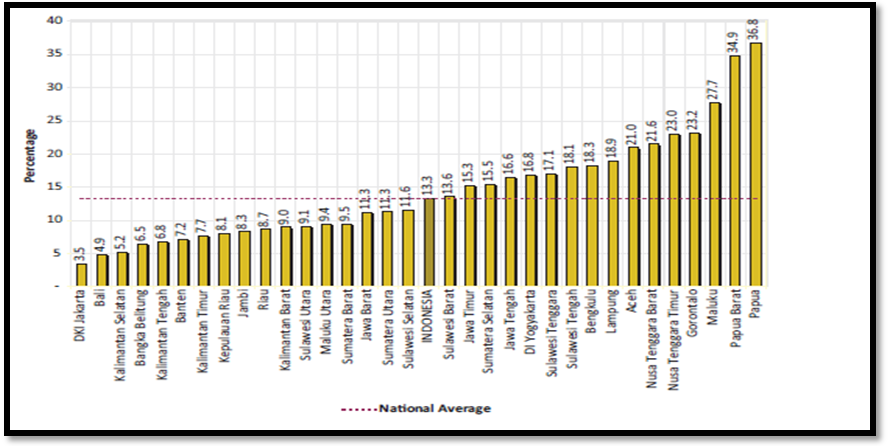 Percentage
40
35
30
25
20
15
10
5
-
3.5
4.9
5.2
6.5
6.8
7.2
7.7
8.1
8.3
8.7
9.0
9.1
9.4
9.5
11.3
11.3
11.6
13.3
13.6
15.3
15.5
16.6
16.8
17.1
18.1
18.3
18.9
21.0
21.6
23.0
23.2
27.7
34.9
36.8
DKI Jakarta
Bali
Kalimantan Selatan
Bangka Belitung
Kalimantan Tengah
Banten
Kalimantan Timur
Kepulauan Riau
Jambi
Riau
Kalimantan Barat
Sulawesi Utara
Maluku Utara
Sumatera Barat
Jawa Barat
Sumatera Utara
Sulawesi Selatan
INDONESIA
Sulawesi Barat
Jawa Timur
Sumatera Selatan
Jawa Tengah
DI Yogyakarta
Sulawesi Tenggara
Sulawesi Tengah
Bengkulu
Lampung
Aceh
Nusa Tenggara Barat
Nusa Tenggara Timur
Gorontalo
Maluku
Papua Barat
Papua
National Average